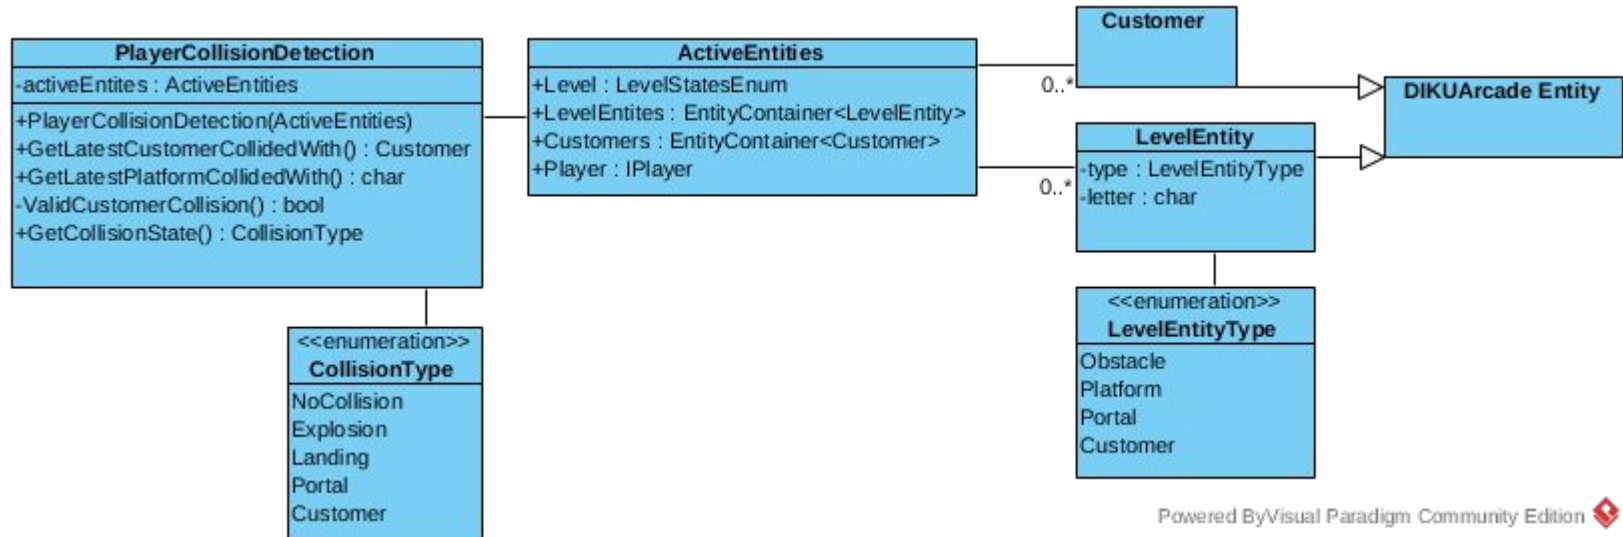 PlayerCollisionDetection
-activeEntites : ActiveEntities
+PlayerCollisionDetection(ActiveEntities)
+GetLatestCustomerCollidedWith() : Customer
+GetLatestPlatformCollidedWith() : char
-ValidCustomerCollision() : bool
+GetCollisionState() : CollisionType
<<enumeration>>
CollisionType
NoCollision
Explosion
Landing
Portal
Customer
ActiveEntities
+Level : LevelStatesEnum
+LevelEntites : EntityContainer<LevelEntity>
+Customers : EntityContainer<Customer>
+Player : IPlayer
0..*
0..*
Customer
LevelEntity
-type : LevelEntityType
-letter : char
<<enumeration>>
LevelEntityType
Obstacle
Platform
Portal
Customer
DIKUArcade Entity
Powered ByVisual Paradigm Community Edition